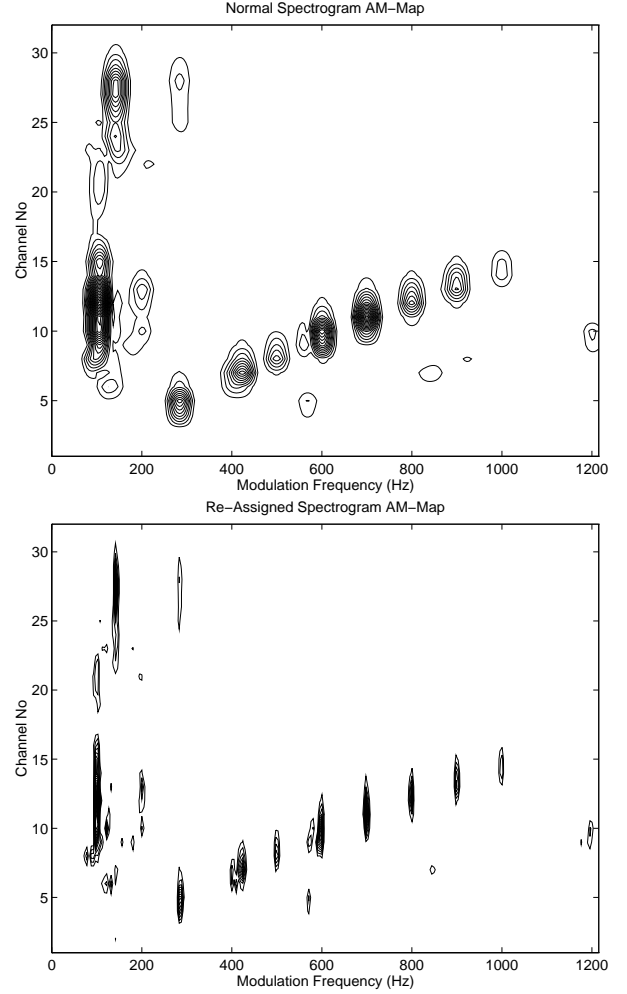 Normal Spectrogram AM−Map
30
25
20
15
10
5
Channel No
0 200 400 600 800 1000 1200
Modulation Frequency (Hz)
Re−Assigned Spectrogram AM−Map
30
25
20
15
10
5
Channel No
0 200 400 600 800 1000 1200
Modulation Frequency (Hz)